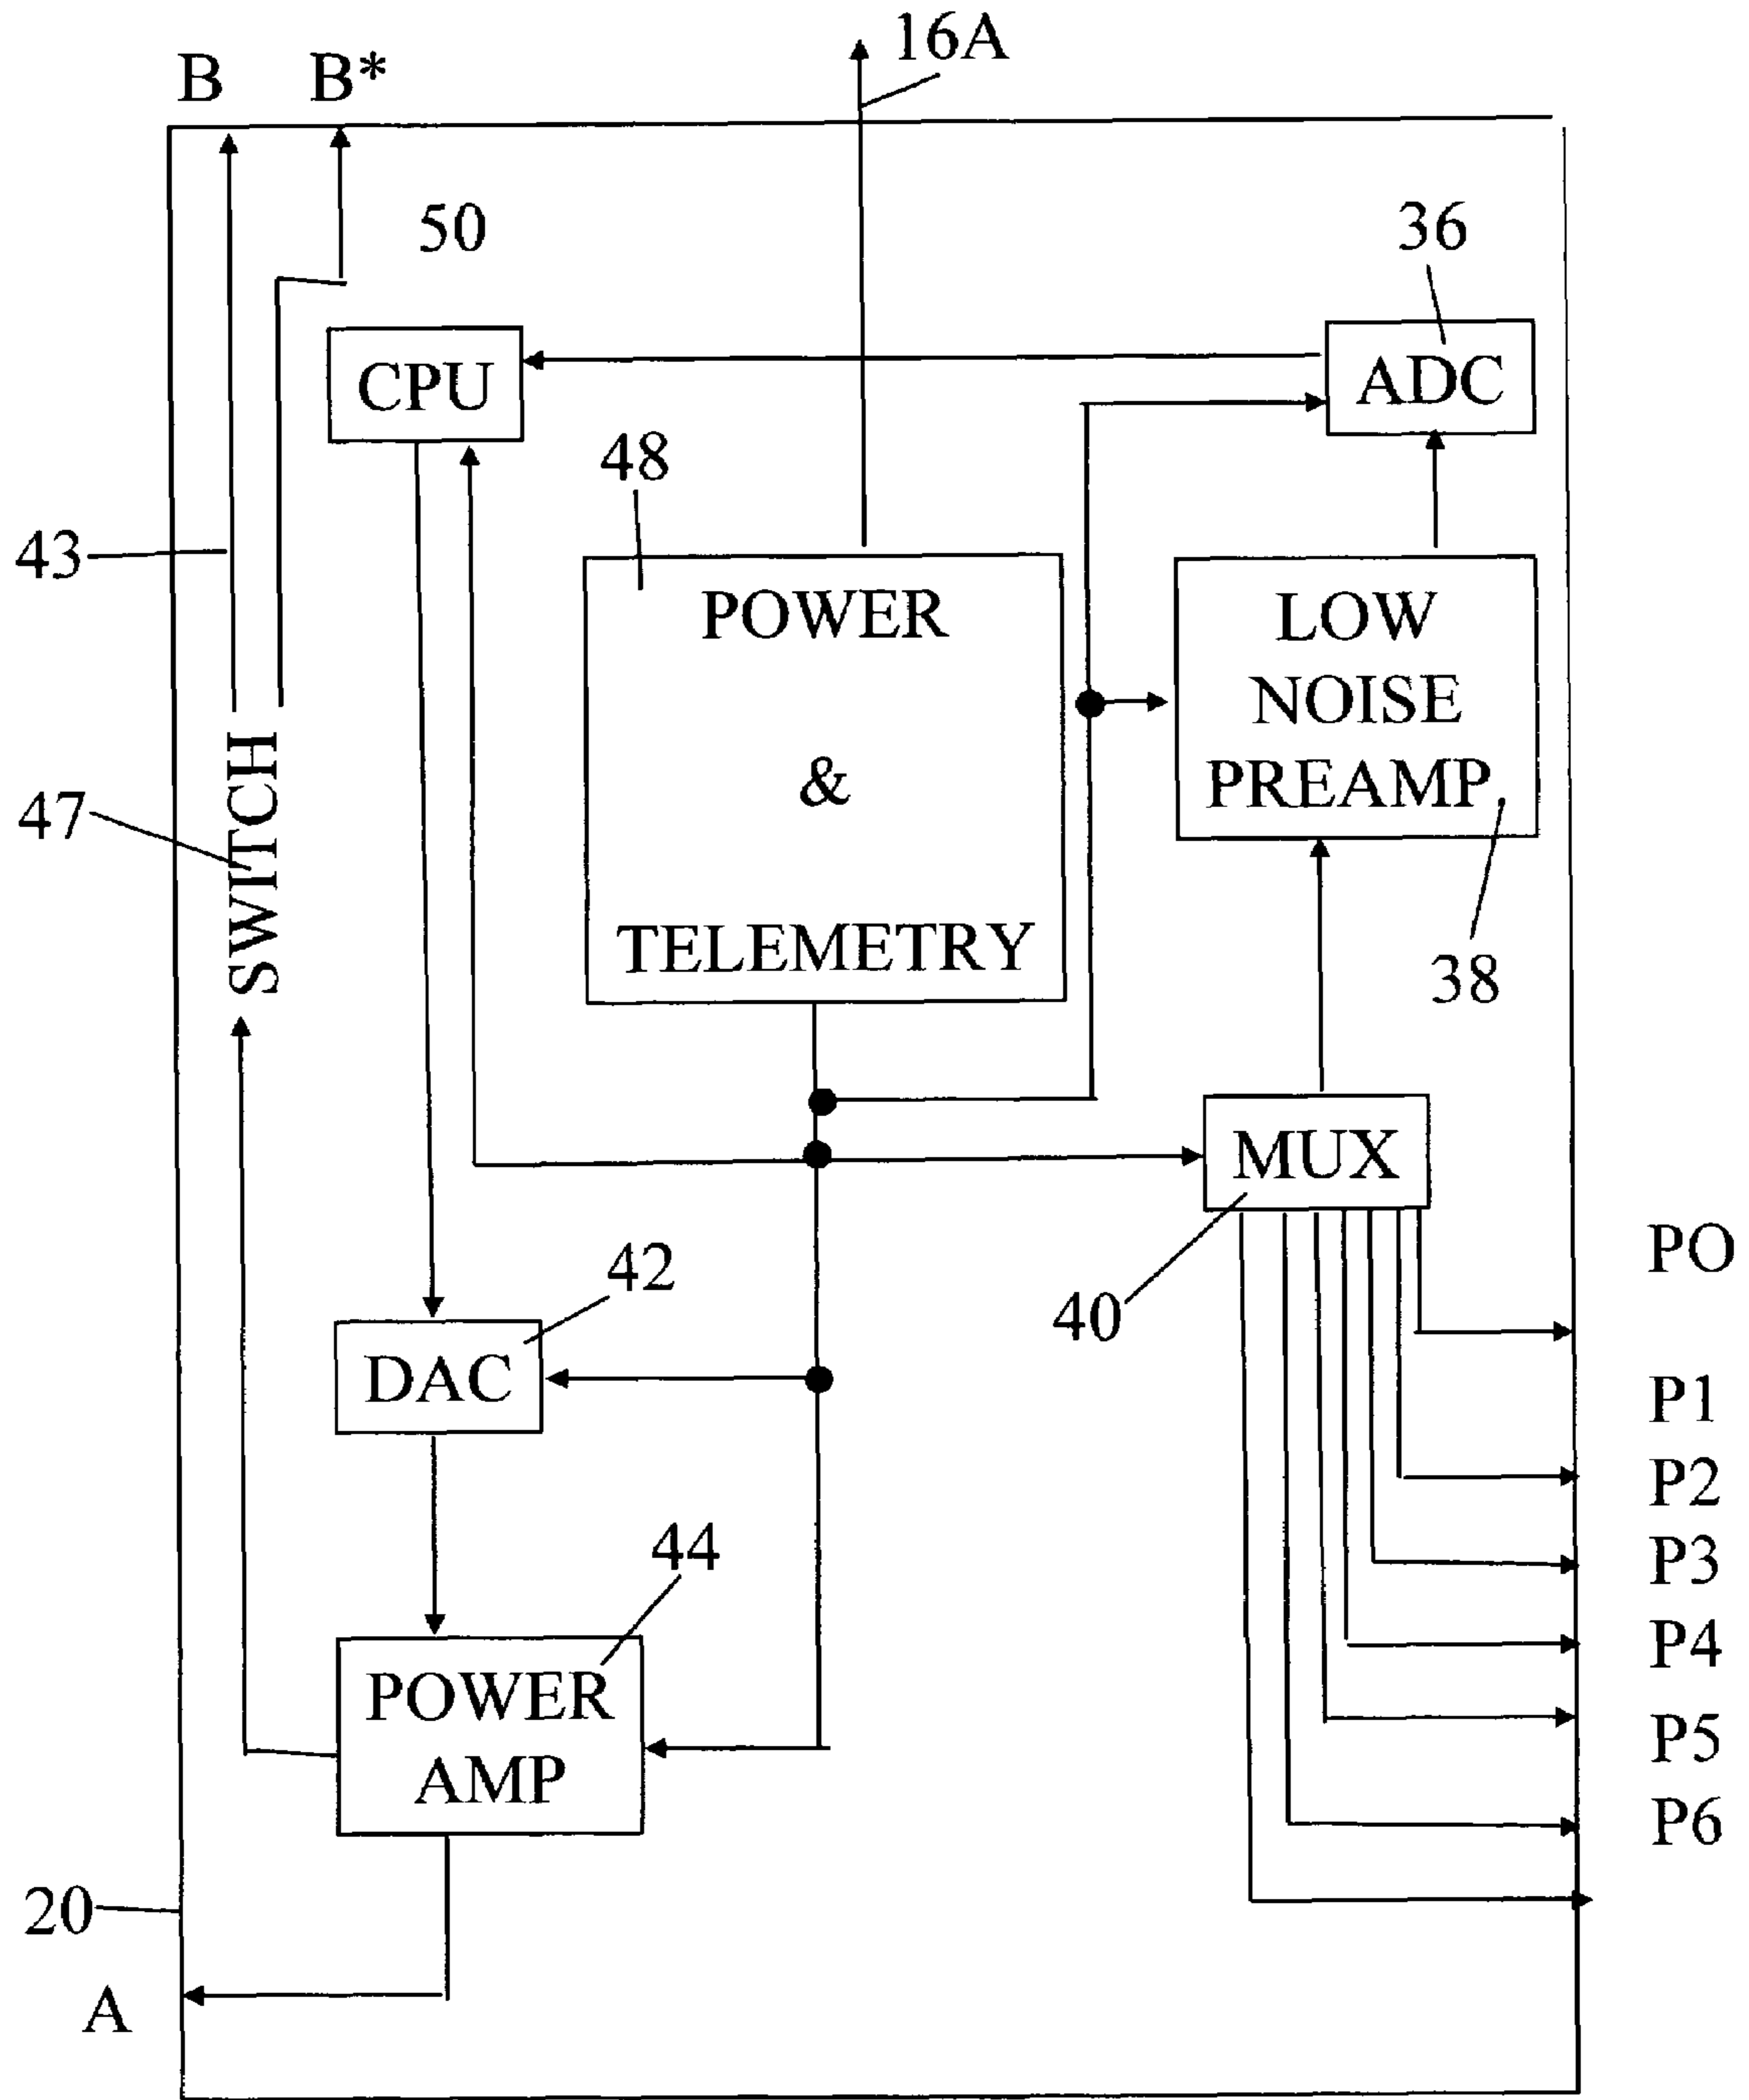 16A
B B*
50
36
CPU
ADC
48
43
POWER
&
TELEMETRY
LOW
NOISE
PREAMP
38
SWITCH
47
MUX
40
PO
42
DAC
P1
P2
P3
P4
P5
P6
44
POWER
AMP
20
A